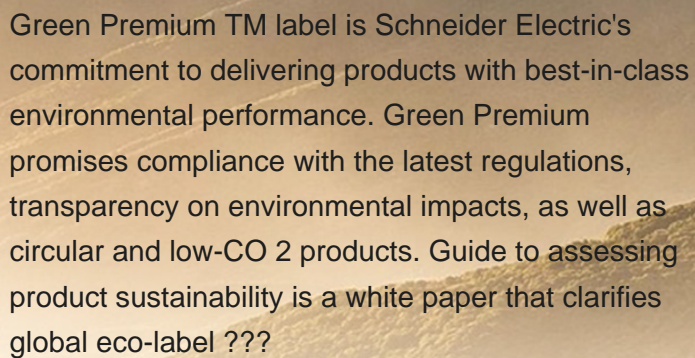 Green Premium TM label is Schneider Electric's
commitment to delivering products with best-in-class
environmental performance. Green Premium
promises compliance with the latest regulations,
transparency on environmental impacts, as well as
circular and low-CO 2 products. Guide to assessing
product sustainability is a white paper that clarifies
global eco-label ???